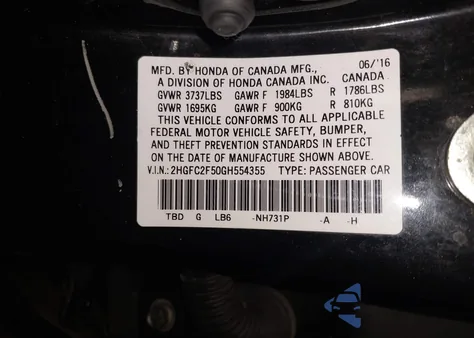 MFD. BY HONDA OF CANADA MFG., 06/'16
A DIVISION OF HONDA CANADA INC. CANADA
GVWR 3737LBS GAWR F 1984LBS R 1786LBS
GVWR 1695KG GAWR F 900KG R 810KG
THIS VEHICLE CONFORMS TO ALL APPLICABLE
FEDERAL MOTOR VEHICLE SAFETY, BUMPER,
AND THEFT PREVENTION STANDARDS IN EFFECT
ON THE DATE OF MANUFACTURE SHOWN ABOVE.
V.I.N.: 2HGFC2F50GH554355 TYPE: PASSENGER CAR
TBD G LB6 -NH731P -A -H